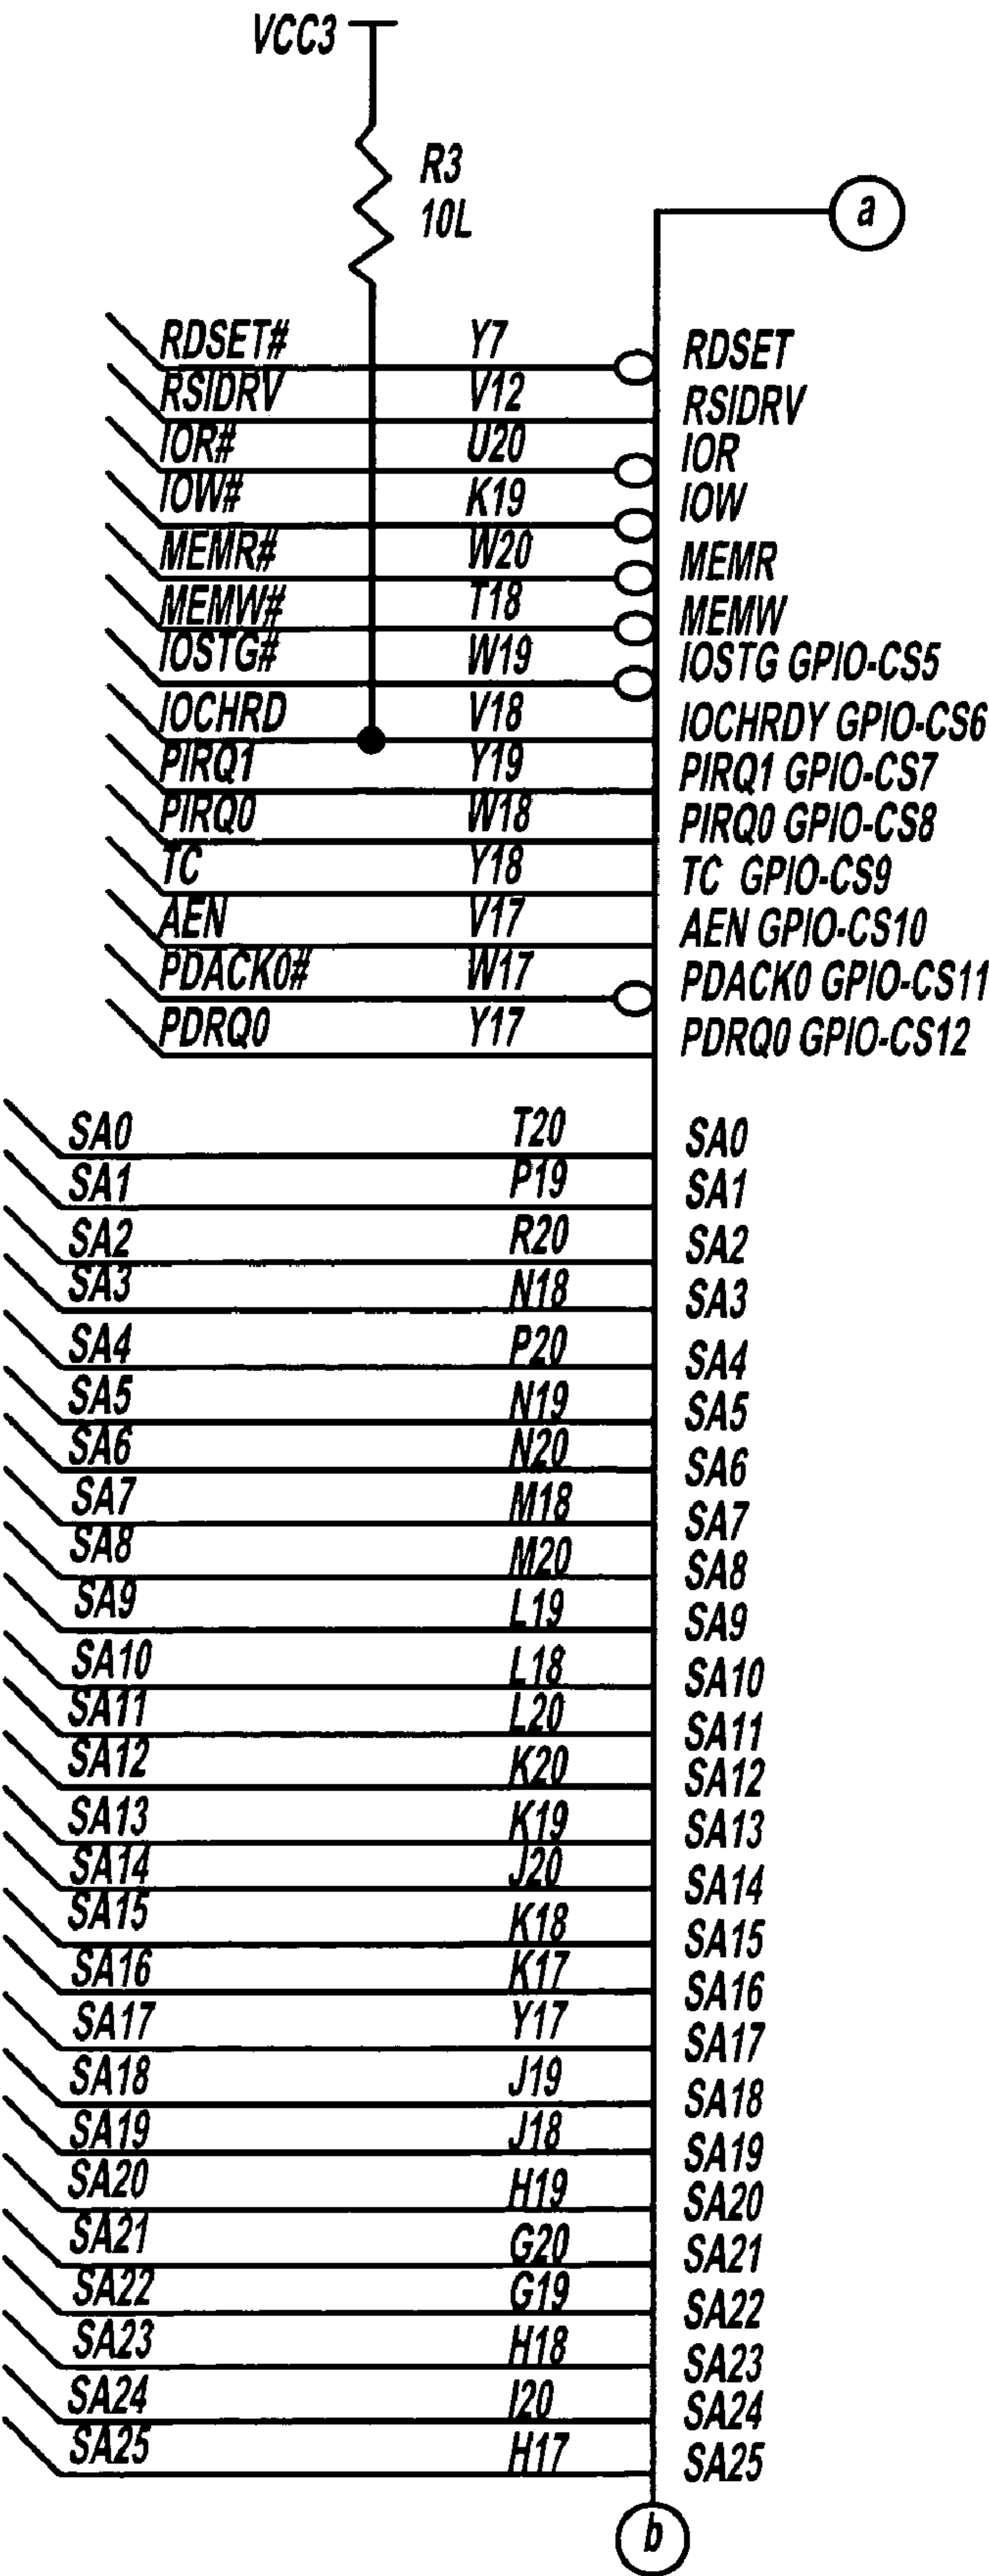 VCC3
R3
10L
a
RDSET# Y7 RDSET
RSIDRV V12 RSIDRV
IOR# U20 IOR
IOW# K19 IOW
MEMR# W20 MEMR
MEMW# T18 MEMW
IOSTG# W19 IOSTG GPIO-CS5
IOCHRD V18 IOCHRDY GPIO-CS6
PIRQ1 Y19 PIRQ1 GPIO-CS7
PIRQ0 W18 PIRQ0 GPIO-CS8
TC Y18 TC GPIO-CS9
AEN V17 AEN GPIO-CS10
PDACK0# W17 PDACK0 GPIO-CS11
PDRQ0 Y17 PDRQ0 GPIO-CS12
SA0 T20 SA0
SA1 P19 SA1
SA2 R20 SA2
SA3 N18 SA3
SA4 P20 SA4
SA5 N19 SA5
SA6 N20 SA6
SA7 M18 SA7
SA8 M20 SA8
SA9 L19 SA9
SA10 L18 SA10
SA11 L20 SA11
SA12 K20 SA12
SA13 K19 SA13
SA14 J20 SA14
SA15 K18 SA15
SA16 K17 SA16
SA17 Y17 SA17
SA18 J19 SA18
SA19 J18 SA19
SA20 H19 SA20
SA21 G20 SA21
SA22 G19 SA22
SA23 H18 SA23
SA24 I20 SA24
SA25 H17 SA25
b